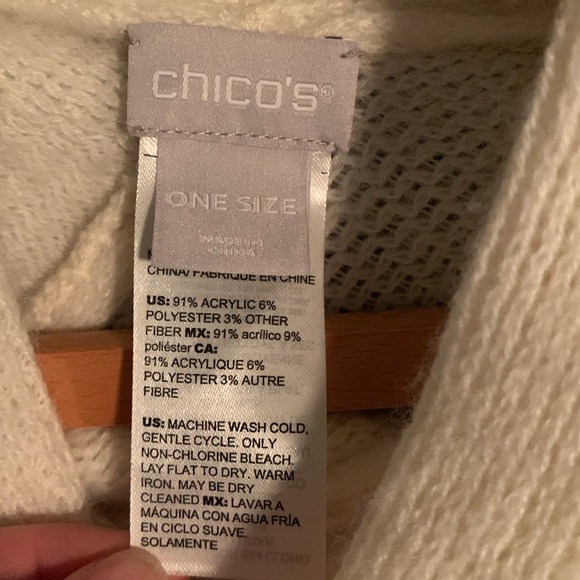 chico's®
ONE SIZE
MADE IN
CHINA
CHINA/ FABRIQUE EN CHINE
US: 91% ACRYLIC 6%
POLYESTER 3% OTHER
FIBER MX: 91% acrílico 9%
poliéster CA:
91% ACRYLIQUE 6%
POLYESTER 3% AUTRE
FIBRE
US: MACHINE WASH COLD,
GENTLE CYCLE. ONLY
NON-CHLORINE BLEACH.
LAY FLAT TO DRY. WARM
IRON. MAY BE DRY
CLEANED MX: LAVAR A
MÁQUINA CON AGUA FRÍA
EN CICLO SUAVE.
SOLAMENTE